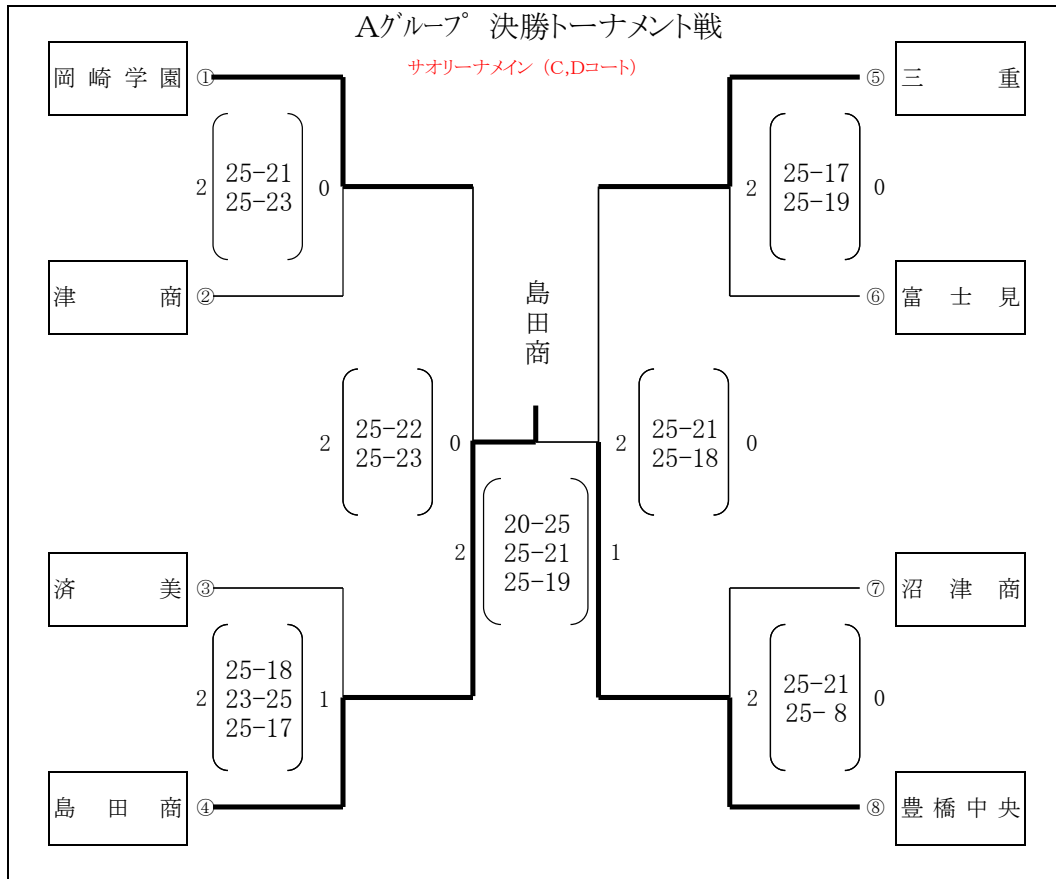 Aグループ 決勝トーナメント戦
サオリーナメイン (C,Dコート)
岡崎学園 ①
2 25-21 0
25-23
津商 ②
⑤ 三重
2 25-17 0
25-19
⑥ 富士見
島田商
2 25-22 0
25-23
2 25-21 0
25-18
20-25
2 25-21 1
25-19
済美 ③
25-18
2 23-25 1
25-17
島田商 ④
⑦ 沼津商
2 25-21 0
25- 8
⑧ 豊橋中央